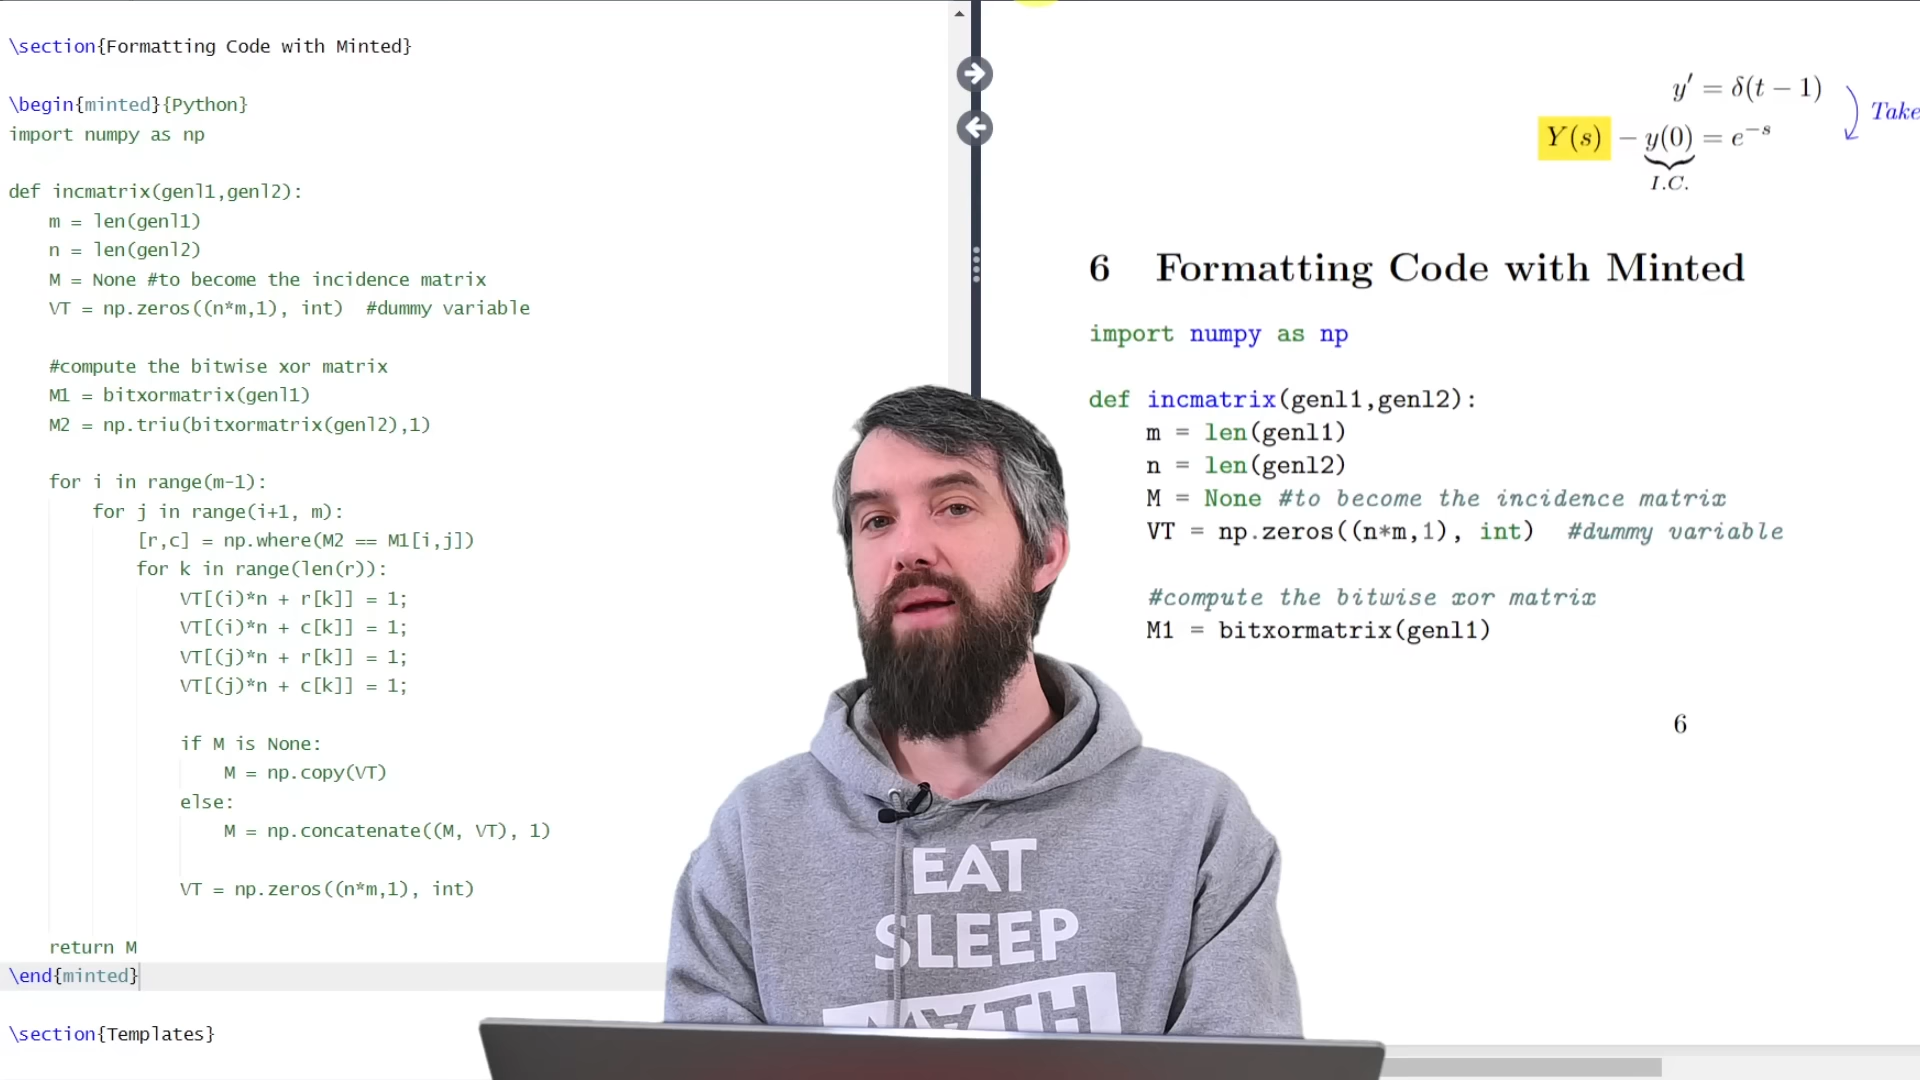 \section{Formatting Code with Minted}
\begin{minted}{Python}
import numpy as np
def incmatrix(genl1,genl2):
    m = len(genl1)
    n = len(genl2)
    M = None #to become the incidence matrix
    VT = np.zeros((n*m,1), int)  #dummy variable
    #compute the bitwise xor matrix
    M1 = bitxormatrix(genl1)
    M2 = np.triu(bitxormatrix(genl2),1)
    for i in range(m-1):
        for j in range(i+1, m):
            [r,c] = np.where(M2 == M1[i,j])
            for k in range(len(r)):
                VT[(i)*n + r[k]] = 1;
                VT[(i)*n + c[k]] = 1;
                VT[(j)*n + r[k]] = 1;
                VT[(j)*n + c[k]] = 1;
                if M is None:
                    M = np.copy(VT)
                else:
                    M = np.concatenate((M, VT), 1)
                VT = np.zeros((n*m,1), int)
    return M
\end{minted}
\section{Templates}
y′ = δ(t − 1)
Take
Y(s) − y(0) = e^{−s}
I.C.
6 Formatting Code with Minted
import numpy as np
def incmatrix(genl1,genl2):
    m = len(genl1)
    n = len(genl2)
    M = None #to become the incidence matrix
    VT = np.zeros((n*m,1), int)  #dummy variable
    #compute the bitwise xor matrix
    M1 = bitxormatrix(genl1)
6
EAT
SLEEP
MATH